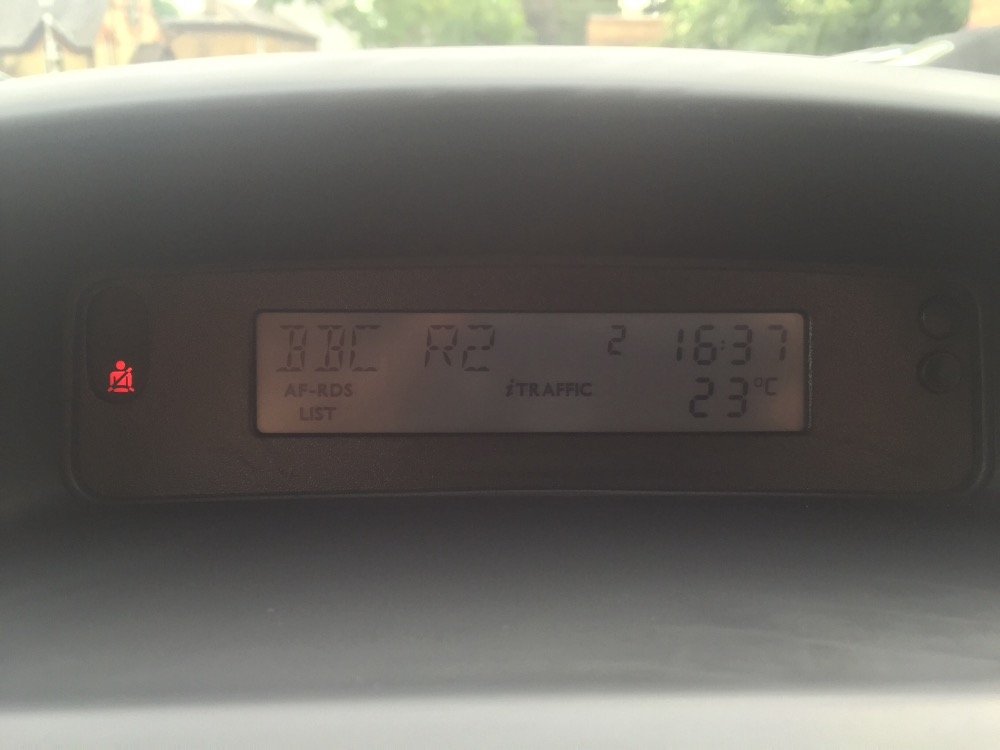 BBC R2 2 16:37
AF-RDS iTRAFFIC 23°C
LIST